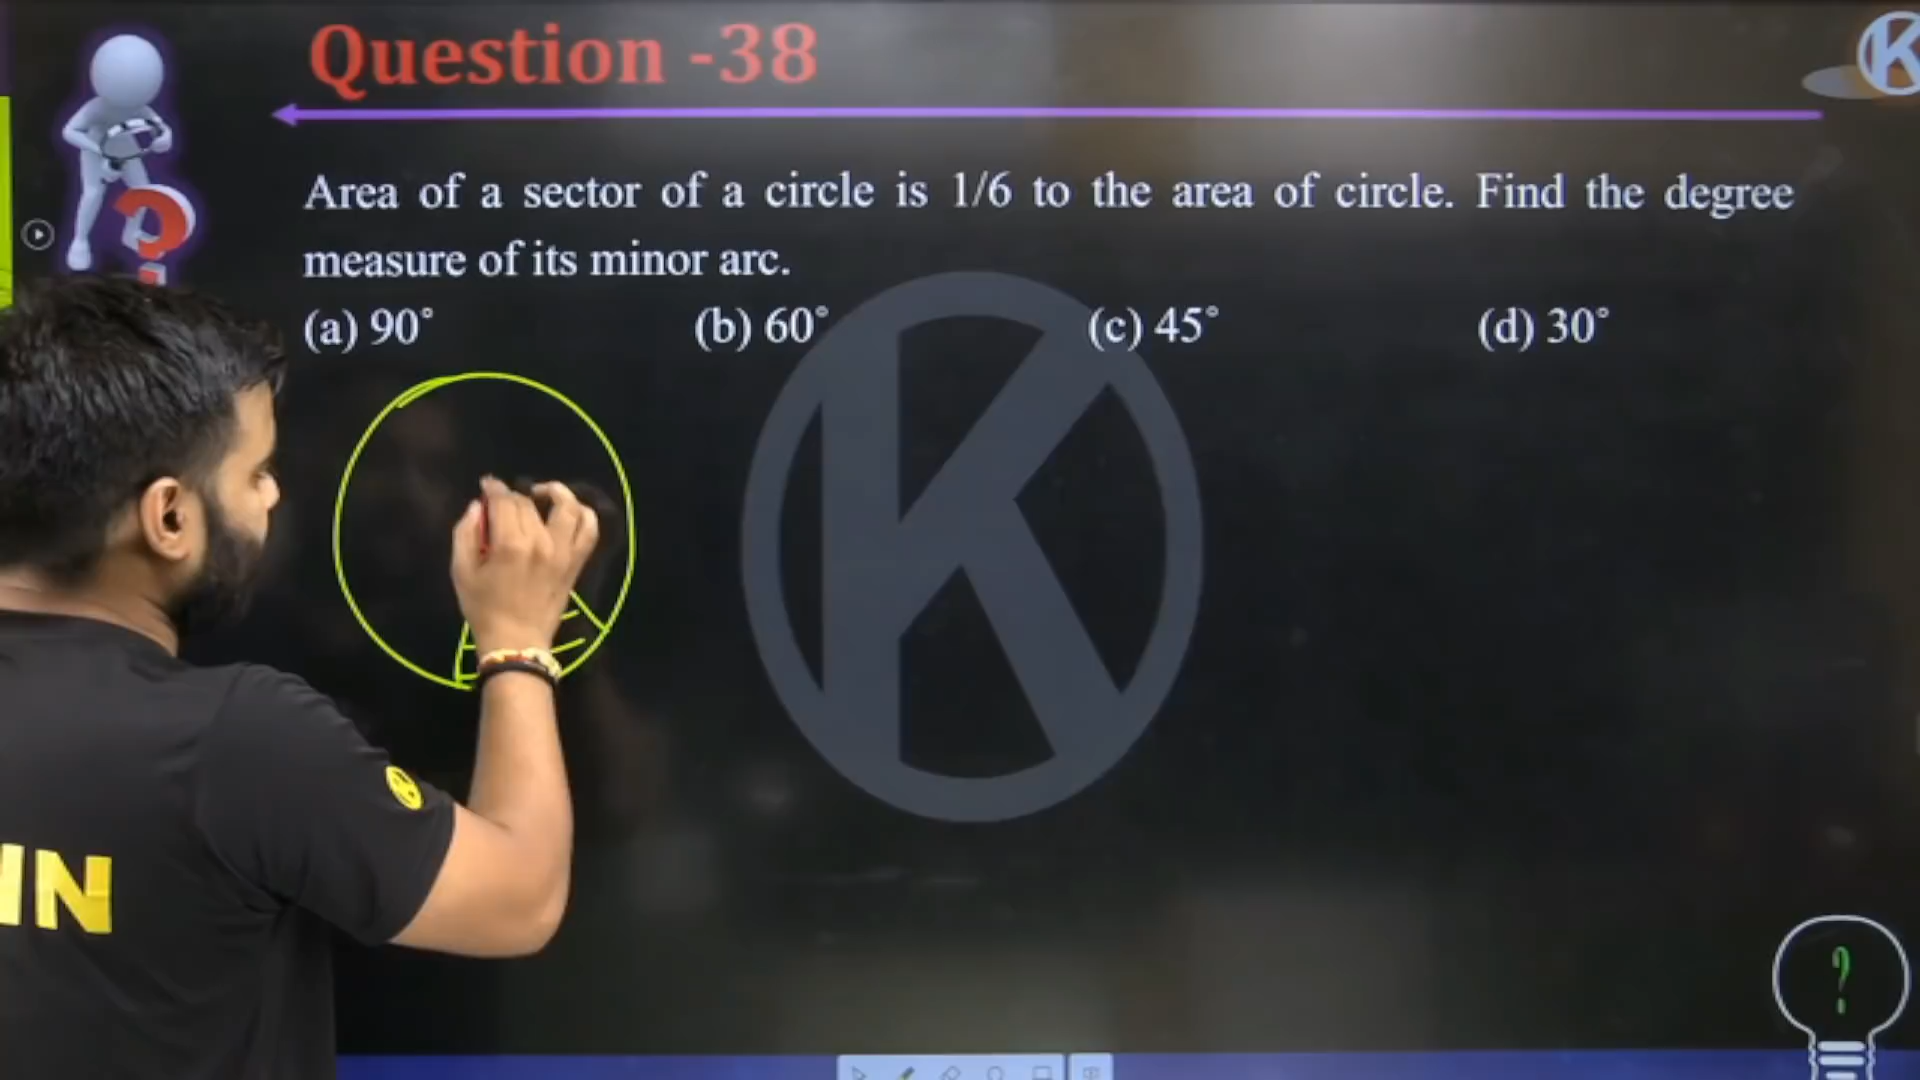 Question -38
Area of a sector of a circle is 1/6 to the area of circle. Find the degree
measure of its minor arc.
(a) 90° (b) 60° (c) 45° (d) 30°
K
K
?